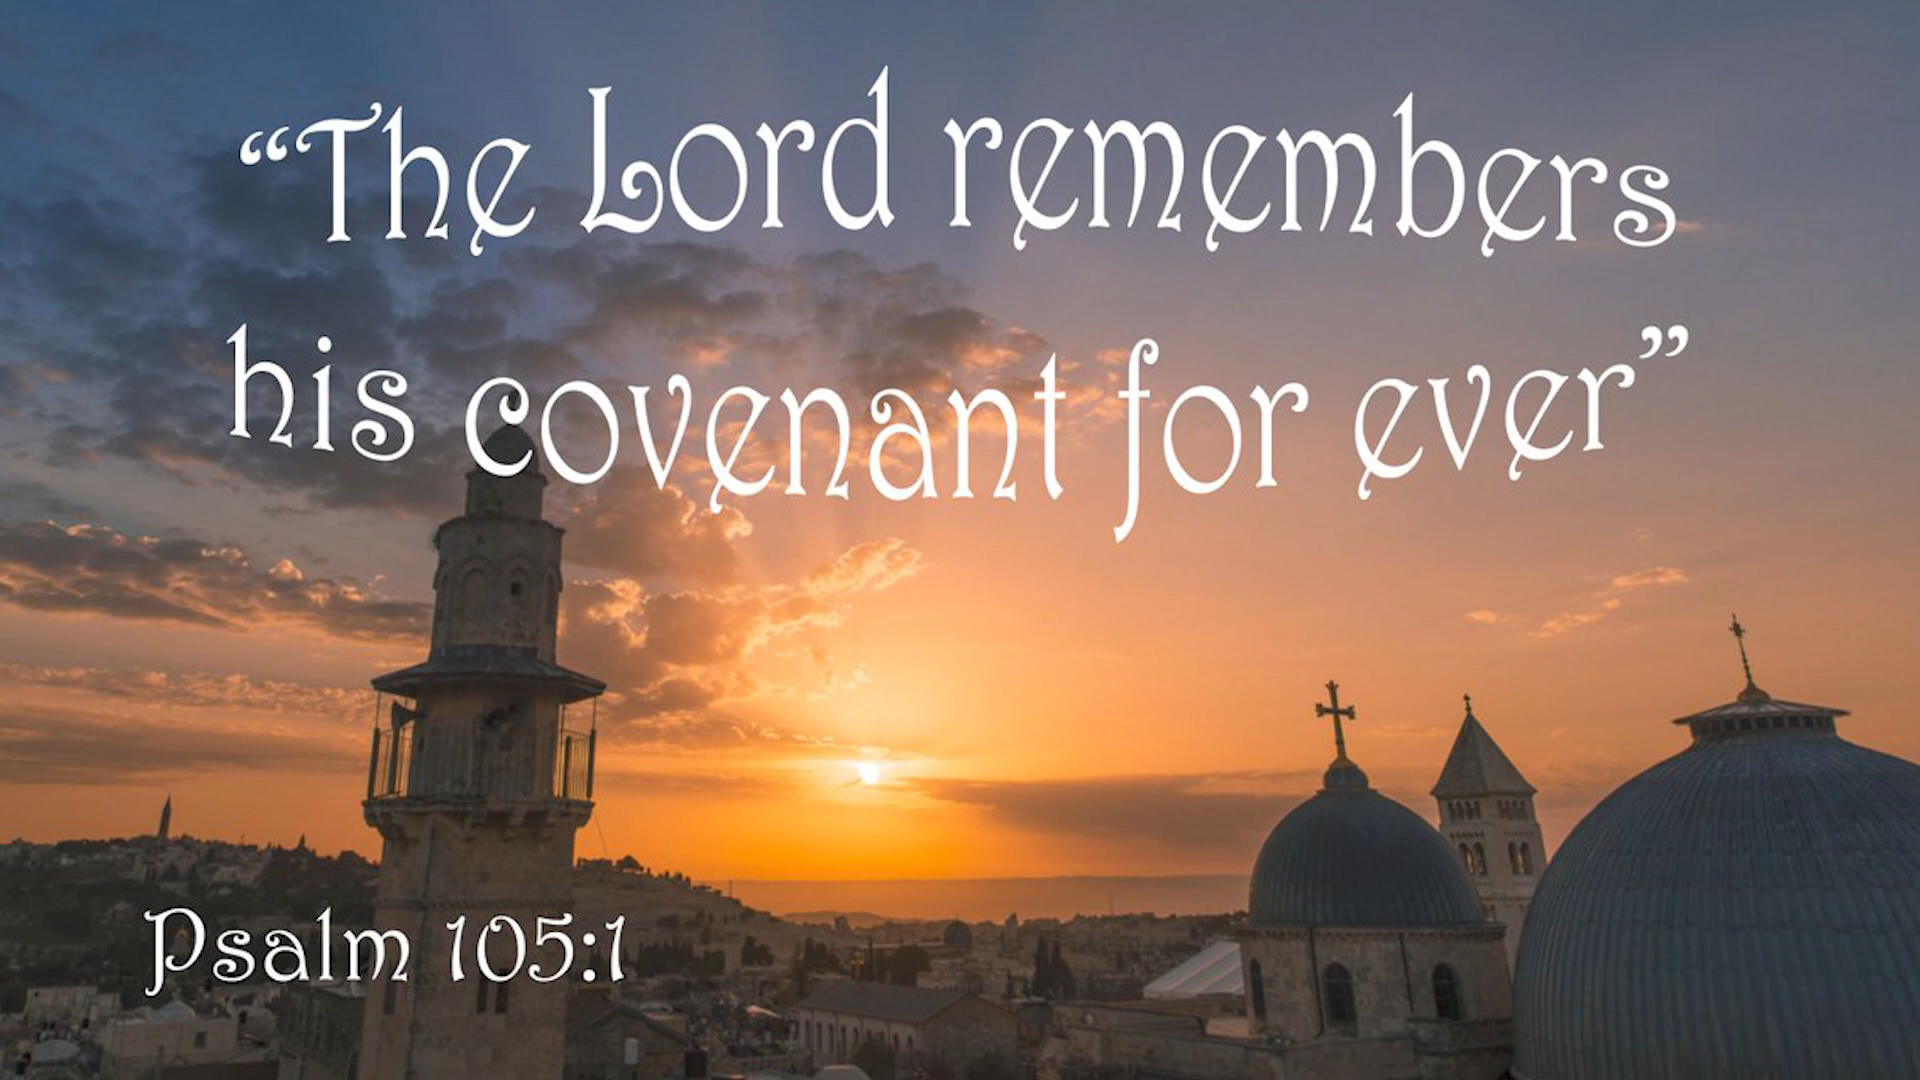 “The Lord remembers
his covenant for ever”
Psalm 105:1